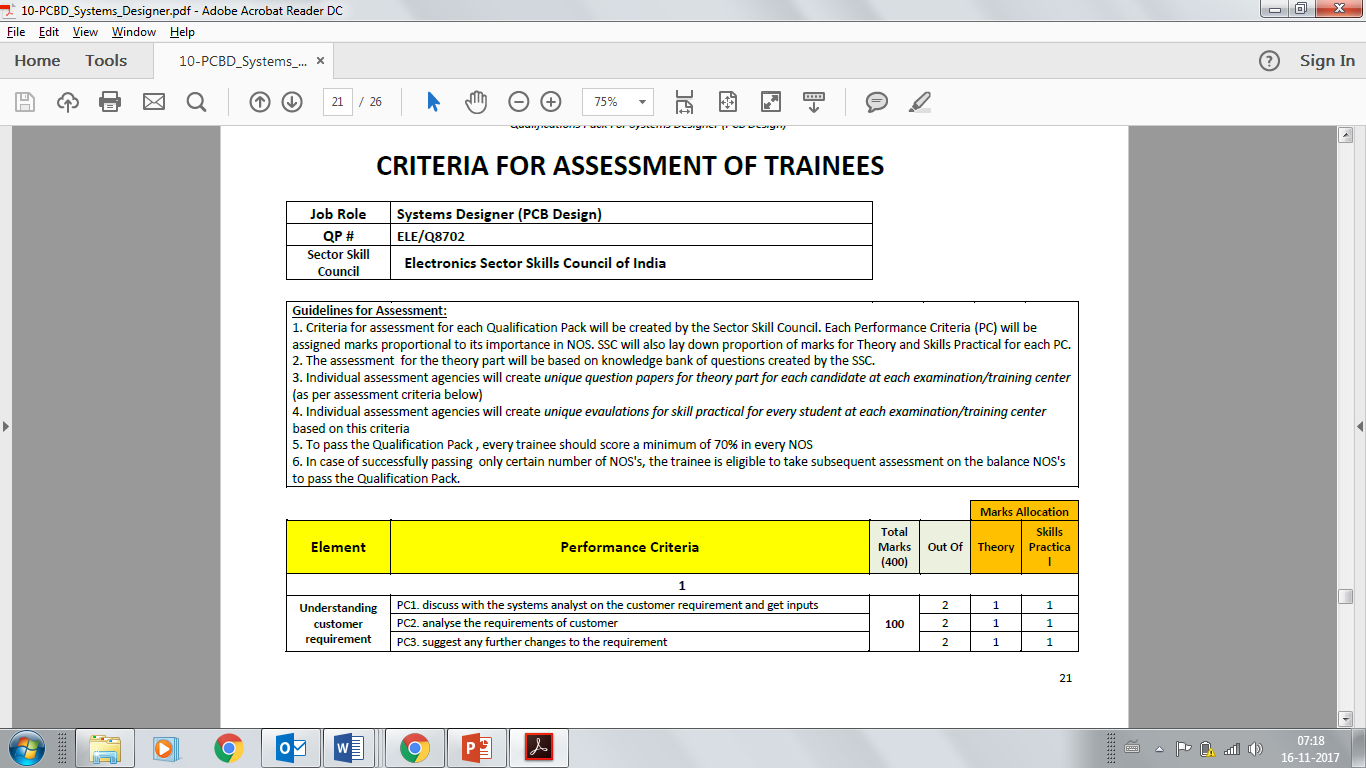 10-PCBD_Systems_Designer.pdf - Adobe Acrobat Reader DC
File Edit View Window Help
Home Tools 10-PCBD_Systems_... × ? Sign In
21 / 26 75%
Qualifications Pack For Systems Designer (PCB Design)
CRITERIA FOR ASSESSMENT OF TRAINEES
Job Role Systems Designer (PCB Design)
QP # ELE/Q8702
Sector Skill
Council
Electronics Sector Skills Council of India
Guidelines for Assessment:
1. Criteria for assessment for each Qualification Pack will be created by the Sector Skill Council. Each Performance Criteria (PC) will be
assigned marks proportional to its importance in NOS. SSC will also lay down proportion of marks for Theory and Skills Practical for each PC.
2. The assessment for the theory part will be based on knowledge bank of questions created by the SSC.
3. Individual assessment agencies will create unique question papers for theory part for each candidate at each examination/training center
(as per assessment criteria below)
4. Individual assessment agencies will create unique evaulations for skill practical for every student at each examination/training center
based on this criteria
5. To pass the Qualification Pack , every trainee should score a minimum of 70% in every NOS
6. In case of successfully passing only certain number of NOS's, the trainee is eligible to take subsequent assessment on the balance NOS's
to pass the Qualification Pack.
Marks Allocation
Element
Performance Criteria
Total
Marks
(400)
Out Of
Theory
Skills
Practica
l
1
Understanding
customer
requirement
PC1. discuss with the systems analyst on the customer requirement and get inputs
100
2 1 1
PC2. analyse the requirements of customer
2 1 1
PC3. suggest any further changes to the requirement
2 1 1
21
07:18
16-11-2017